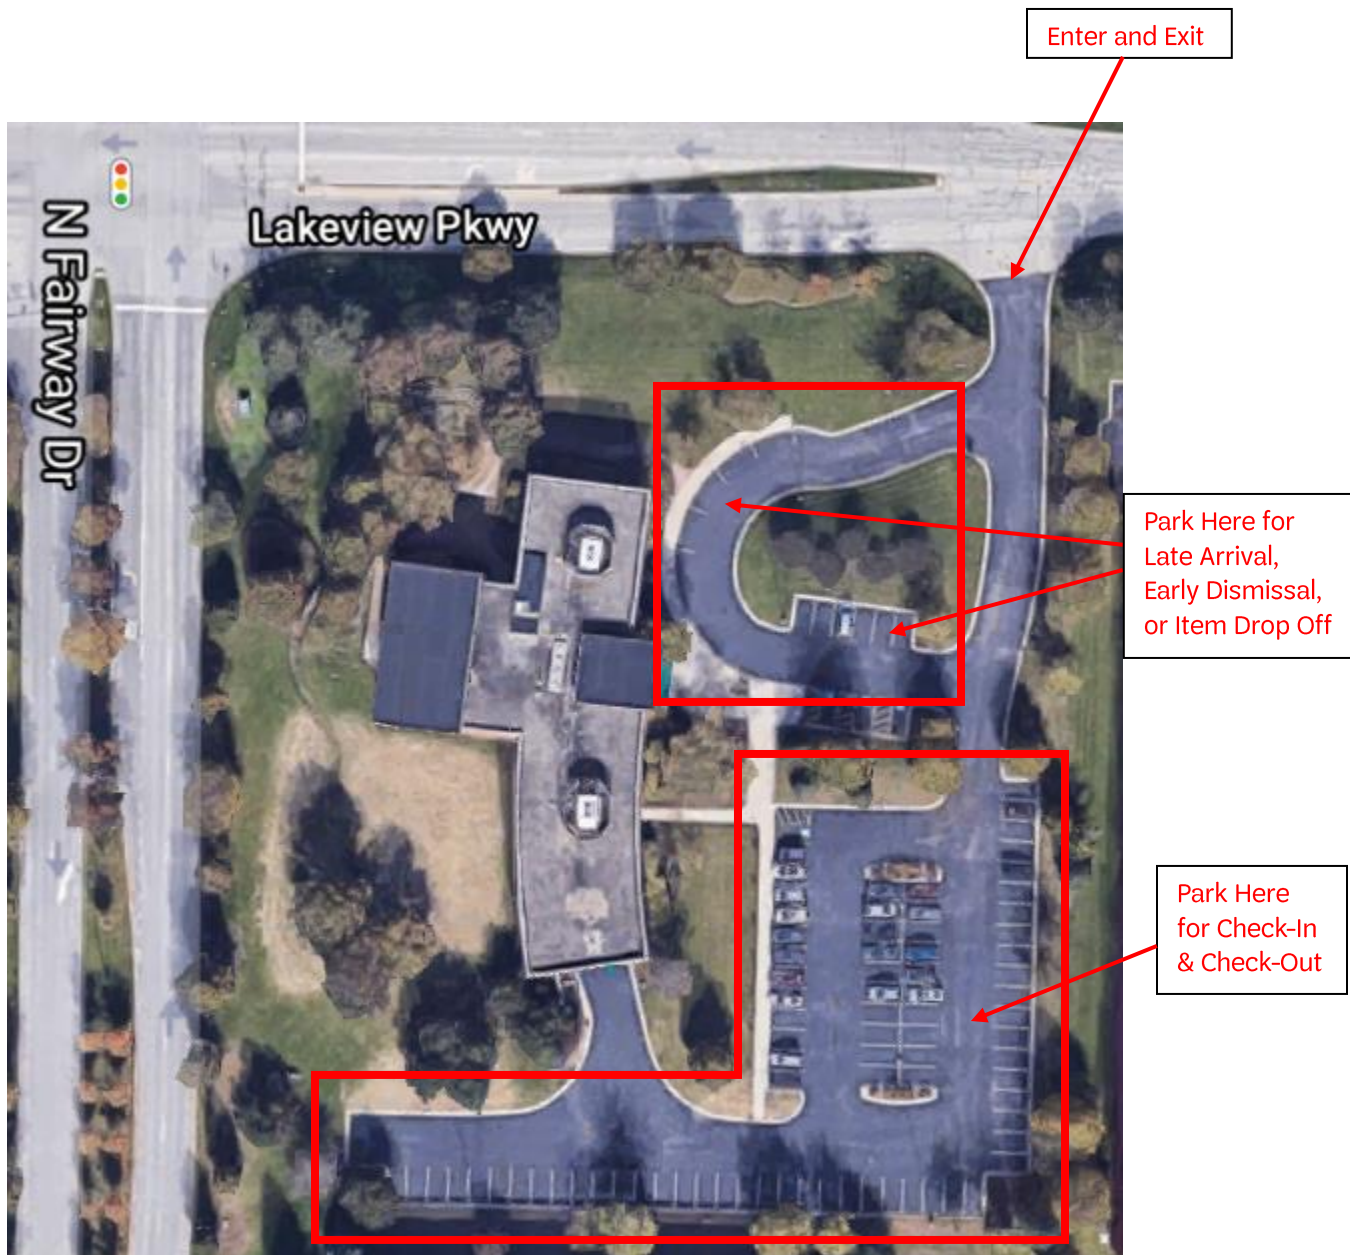 Enter and Exit
Lakeview Pkwy
N Fairway Dr
Park Here for
Late Arrival,
Early Dismissal,
or Item Drop Off
Park Here
for Check-In
& Check-Out